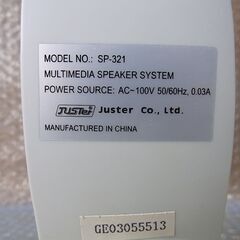 MODEL NO.: SP-321
MULTIMEDIA SPEAKER SYSTEM
POWER SOURCE: AC~100V 50/60Hz, 0.03A
JUSTer Juster Co., Ltd.
MANUFACTURED IN CHINA
GE03055513